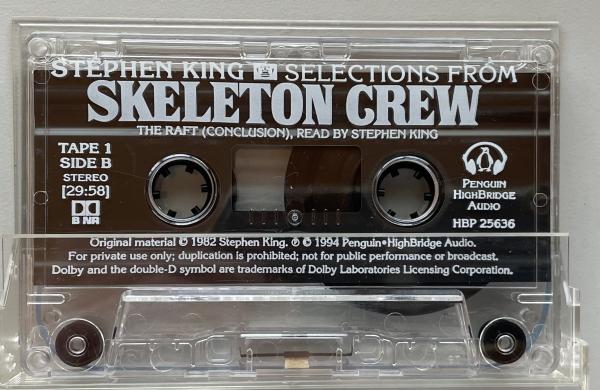 STEPHEN KING SELECTIONS FROM
SKELETON CREW
THE RAFT (CONCLUSION), READ BY STEPHEN KING
TAPE 1
SIDE B
STEREO
[29:58]
B NR
PENGUIN
HIGHBRIDGE
AUDIO
HBP 25636
Original material © 1982 Stephen King. ℗ © 1994 Penguin•HighBridge Audio.
For private use only; duplication is prohibited; not for public performance or broadcast.
Dolby and the double-D symbol are trademarks of Dolby Laboratories Licensing Corporation.